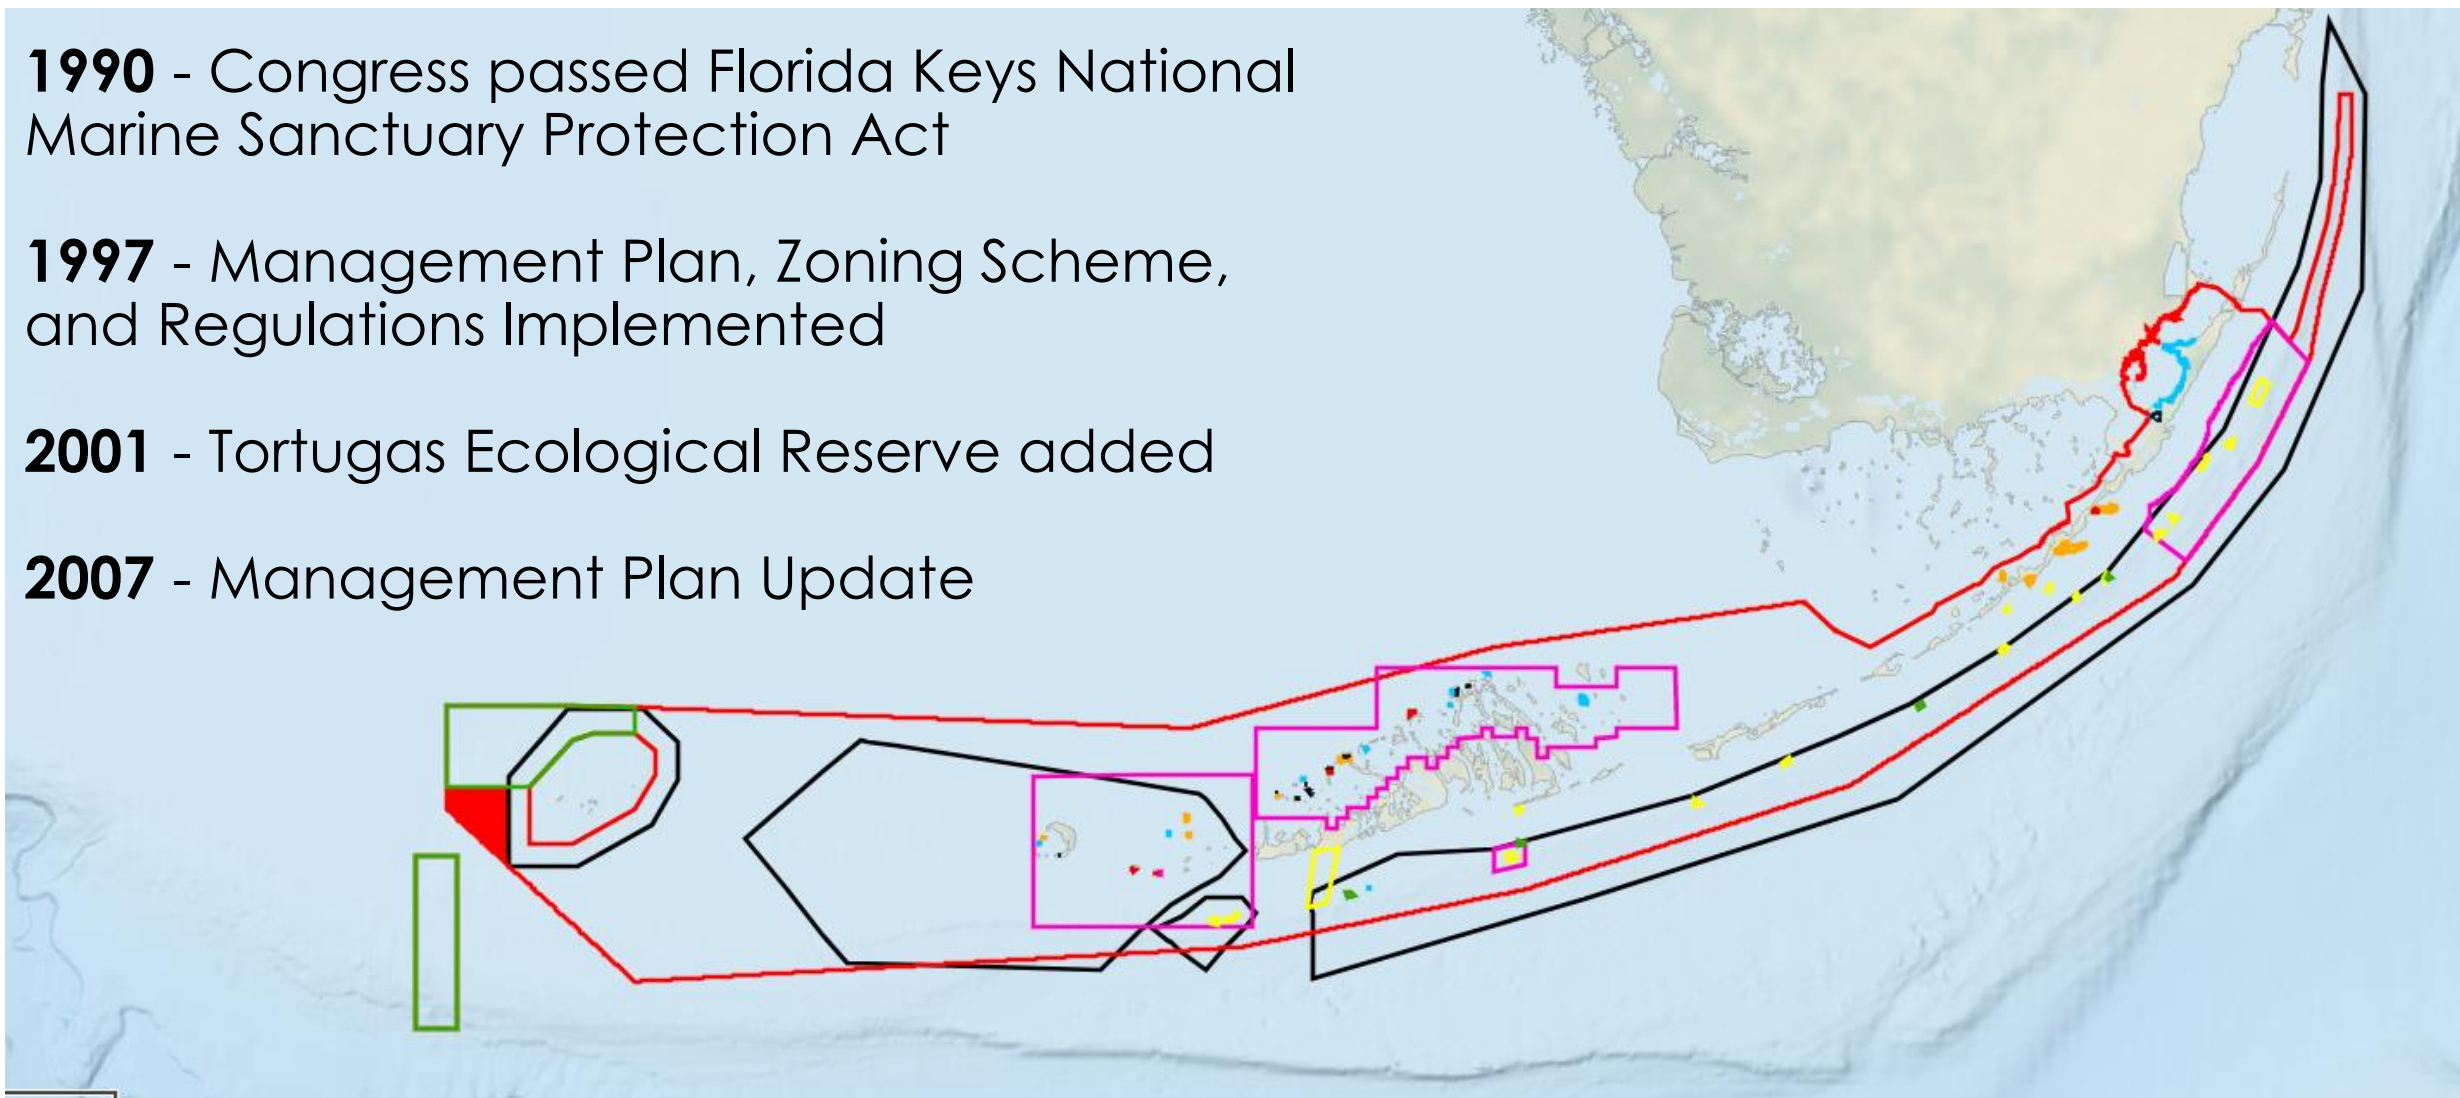 1990 - Congress passed Florida Keys National
Marine Sanctuary Protection Act
1997 - Management Plan, Zoning Scheme,
and Regulations Implemented
2001 - Tortugas Ecological Reserve added
2007 - Management Plan Update